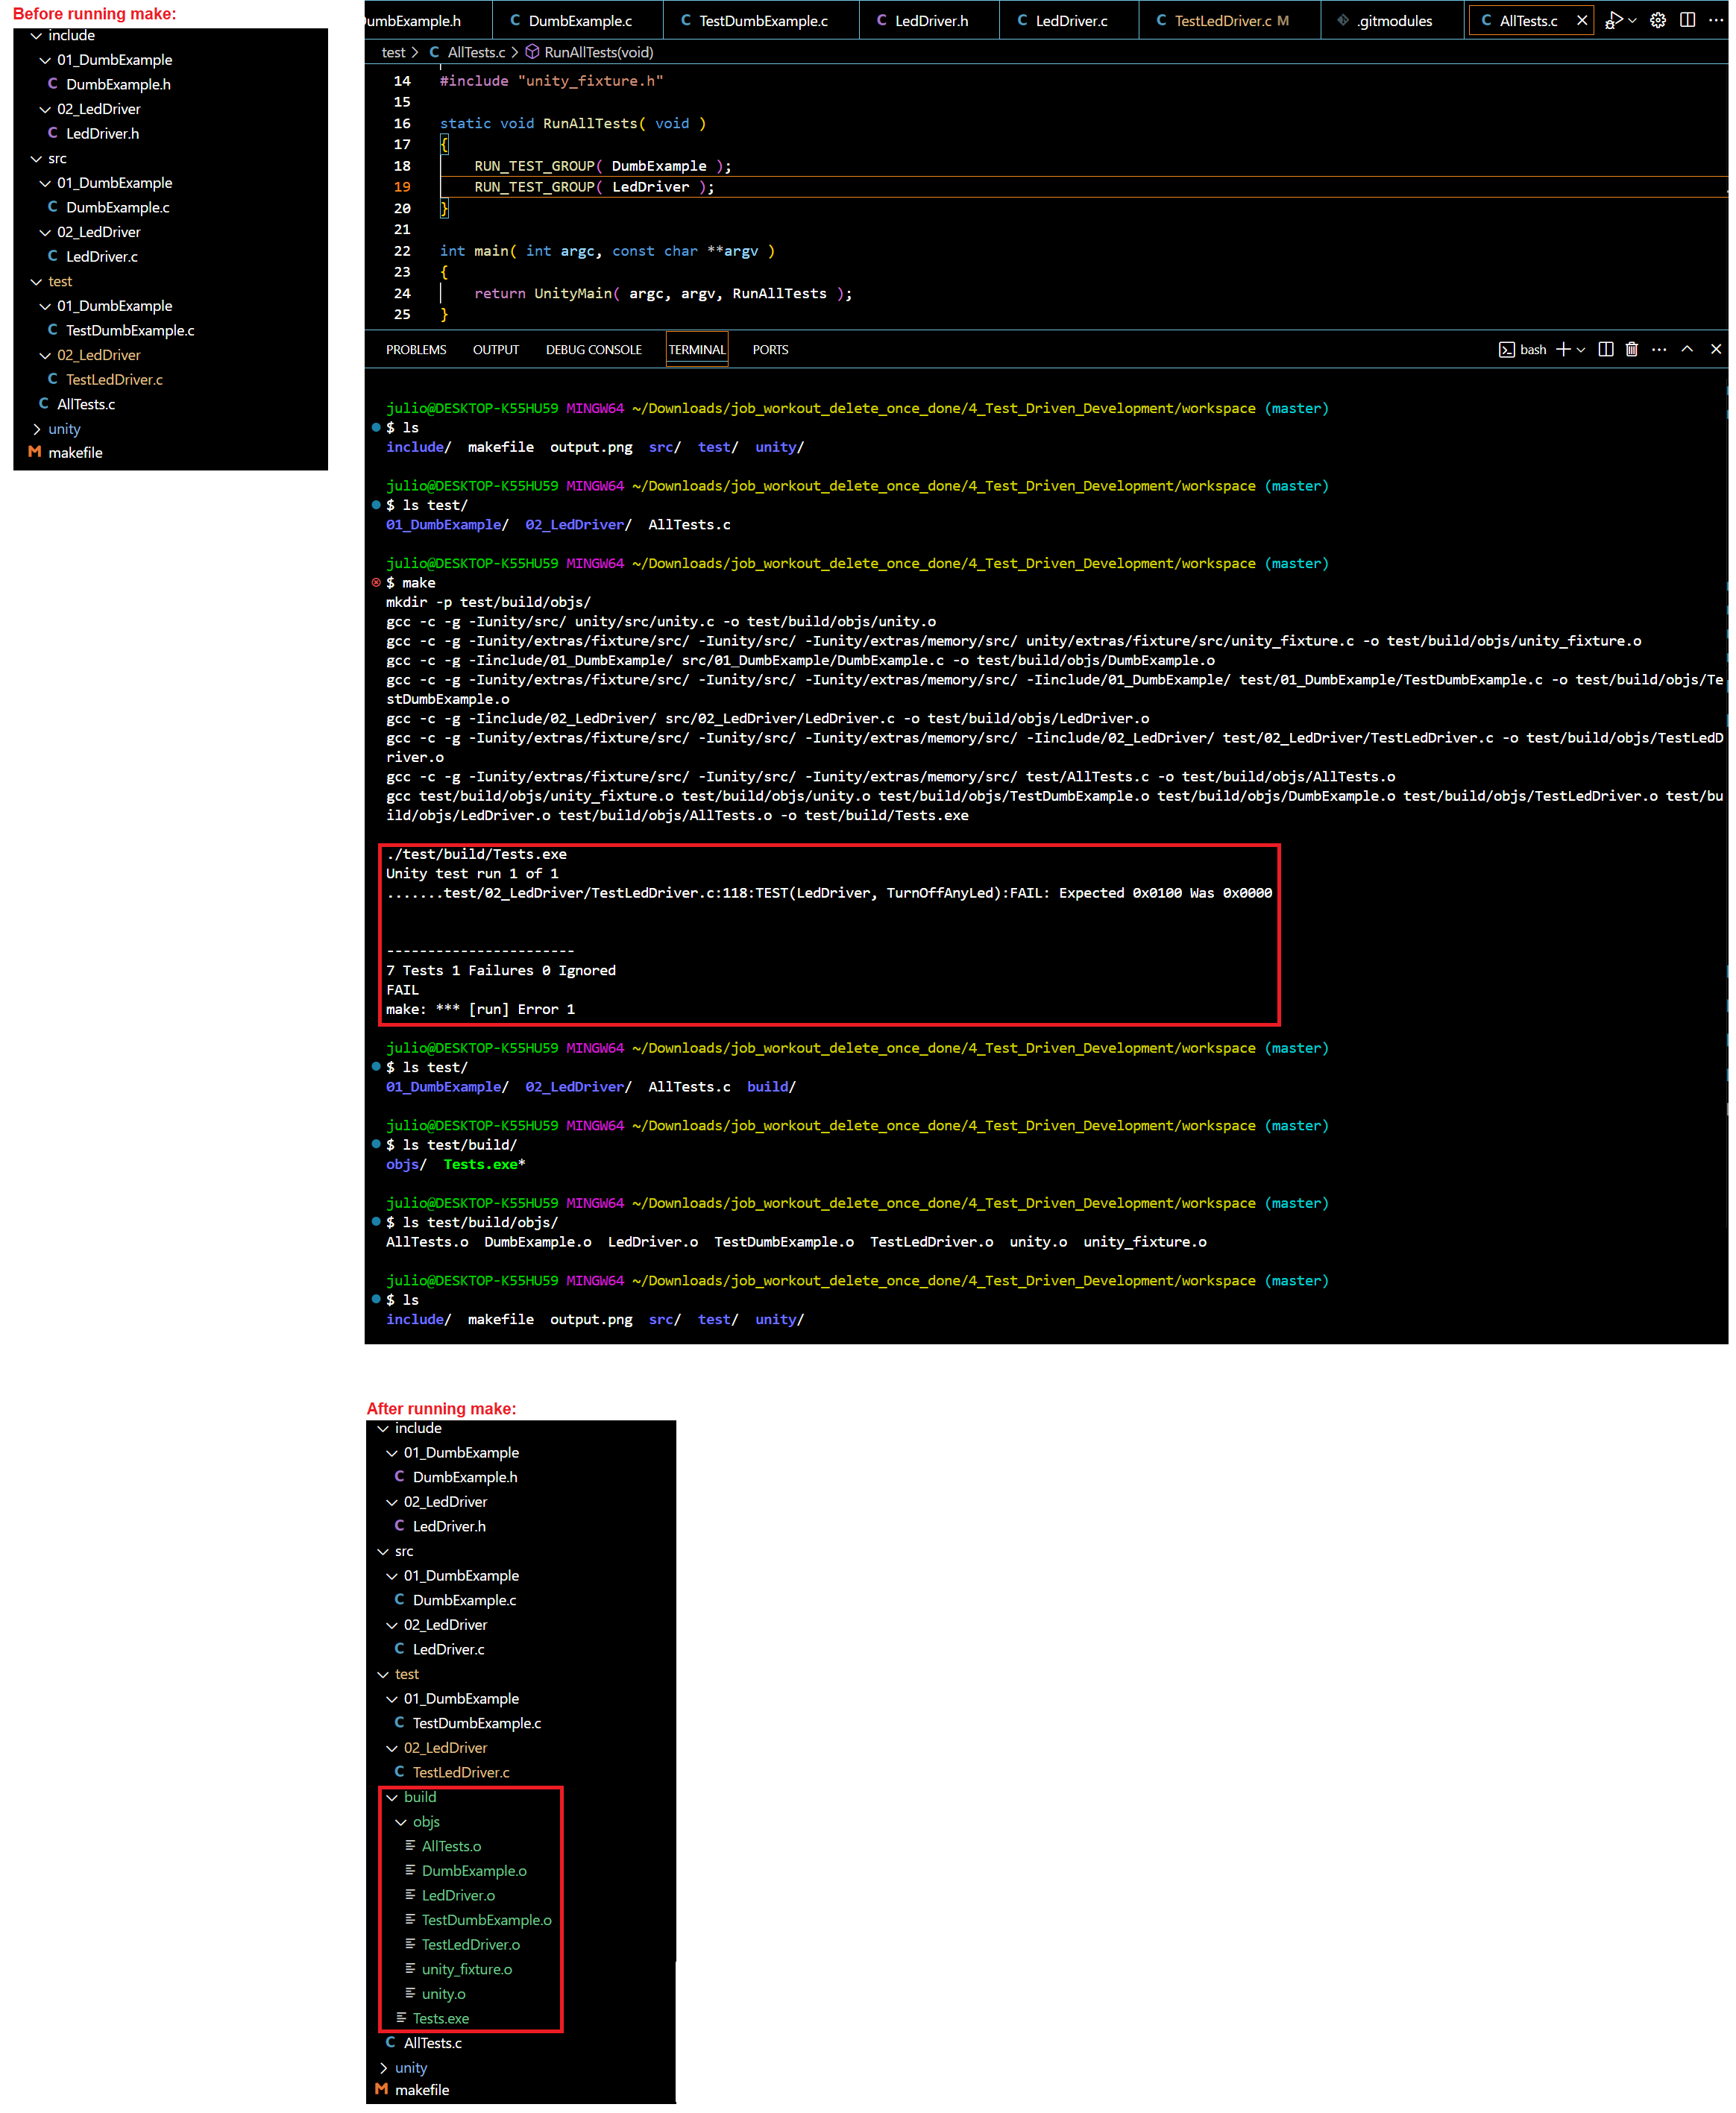 Before running make:
include
01_DumbExample
C DumbExample.h
02_LedDriver
C LedDriver.h
src
01_DumbExample
C DumbExample.c
02_LedDriver
C LedDriver.c
test
01_DumbExample
C TestDumbExample.c
02_LedDriver
C TestLedDriver.c
C AllTests.c
unity
M makefile
DumbExample.h C DumbExample.c C TestDumbExample.c C LedDriver.h C LedDriver.c C TestLedDriver.c M .gitmodules C AllTests.c
test > C AllTests.c > RunAllTests(void)
14 #include "unity_fixture.h"
15
16 static void RunAllTests( void )
17 {
18 RUN_TEST_GROUP( DumbExample );
19 RUN_TEST_GROUP( LedDriver );
20 }
21
22 int main( int argc, const char **argv )
23 {
24 return UnityMain( argc, argv, RunAllTests );
25 }
PROBLEMS OUTPUT DEBUG CONSOLE TERMINAL PORTS bash
julio@DESKTOP-K55HU59 MINGW64 ~/Downloads/job_workout_delete_once_done/4_Test_Driven_Development/workspace (master)
$ ls
include/ makefile output.png src/ test/ unity/
julio@DESKTOP-K55HU59 MINGW64 ~/Downloads/job_workout_delete_once_done/4_Test_Driven_Development/workspace (master)
$ ls test/
01_DumbExample/ 02_LedDriver/ AllTests.c
julio@DESKTOP-K55HU59 MINGW64 ~/Downloads/job_workout_delete_once_done/4_Test_Driven_Development/workspace (master)
$ make
mkdir -p test/build/objs/
gcc -c -g -Iunity/src/ unity/src/unity.c -o test/build/objs/unity.o
gcc -c -g -Iunity/extras/fixture/src/ -Iunity/src/ -Iunity/extras/memory/src/ unity/extras/fixture/src/unity_fixture.c -o test/build/objs/unity_fixture.o
gcc -c -g -Iinclude/01_DumbExample/ src/01_DumbExample/DumbExample.c -o test/build/objs/DumbExample.o
gcc -c -g -Iunity/extras/fixture/src/ -Iunity/src/ -Iunity/extras/memory/src/ -Iinclude/01_DumbExample/ test/01_DumbExample/TestDumbExample.c -o test/build/objs/Te
stDumbExample.o
gcc -c -g -Iinclude/02_LedDriver/ src/02_LedDriver/LedDriver.c -o test/build/objs/LedDriver.o
gcc -c -g -Iunity/extras/fixture/src/ -Iunity/src/ -Iunity/extras/memory/src/ -Iinclude/02_LedDriver/ test/02_LedDriver/TestLedDriver.c -o test/build/objs/TestLedD
river.o
gcc -c -g -Iunity/extras/fixture/src/ -Iunity/src/ -Iunity/extras/memory/src/ test/AllTests.c -o test/build/objs/AllTests.o
gcc test/build/objs/unity_fixture.o test/build/objs/unity.o test/build/objs/TestDumbExample.o test/build/objs/DumbExample.o test/build/objs/TestLedDriver.o test/bu
ild/objs/LedDriver.o test/build/objs/AllTests.o -o test/build/Tests.exe
./test/build/Tests.exe
Unity test run 1 of 1
.......test/02_LedDriver/TestLedDriver.c:118:TEST(LedDriver, TurnOffAnyLed):FAIL: Expected 0x0100 Was 0x0000
-----------------------
7 Tests 1 Failures 0 Ignored
FAIL
make: *** [run] Error 1
julio@DESKTOP-K55HU59 MINGW64 ~/Downloads/job_workout_delete_once_done/4_Test_Driven_Development/workspace (master)
$ ls test/
01_DumbExample/ 02_LedDriver/ AllTests.c build/
julio@DESKTOP-K55HU59 MINGW64 ~/Downloads/job_workout_delete_once_done/4_Test_Driven_Development/workspace (master)
$ ls test/build/
objs/ Tests.exe*
julio@DESKTOP-K55HU59 MINGW64 ~/Downloads/job_workout_delete_once_done/4_Test_Driven_Development/workspace (master)
$ ls test/build/objs/
AllTests.o DumbExample.o LedDriver.o TestDumbExample.o TestLedDriver.o unity.o unity_fixture.o
julio@DESKTOP-K55HU59 MINGW64 ~/Downloads/job_workout_delete_once_done/4_Test_Driven_Development/workspace (master)
$ ls
include/ makefile output.png src/ test/ unity/
After running make:
include
01_DumbExample
C DumbExample.h
02_LedDriver
C LedDriver.h
src
01_DumbExample
C DumbExample.c
02_LedDriver
C LedDriver.c
test
01_DumbExample
C TestDumbExample.c
02_LedDriver
C TestLedDriver.c
build
objs
AllTests.o
DumbExample.o
LedDriver.o
TestDumbExample.o
TestLedDriver.o
unity_fixture.o
unity.o
Tests.exe
C AllTests.c
unity
M makefile